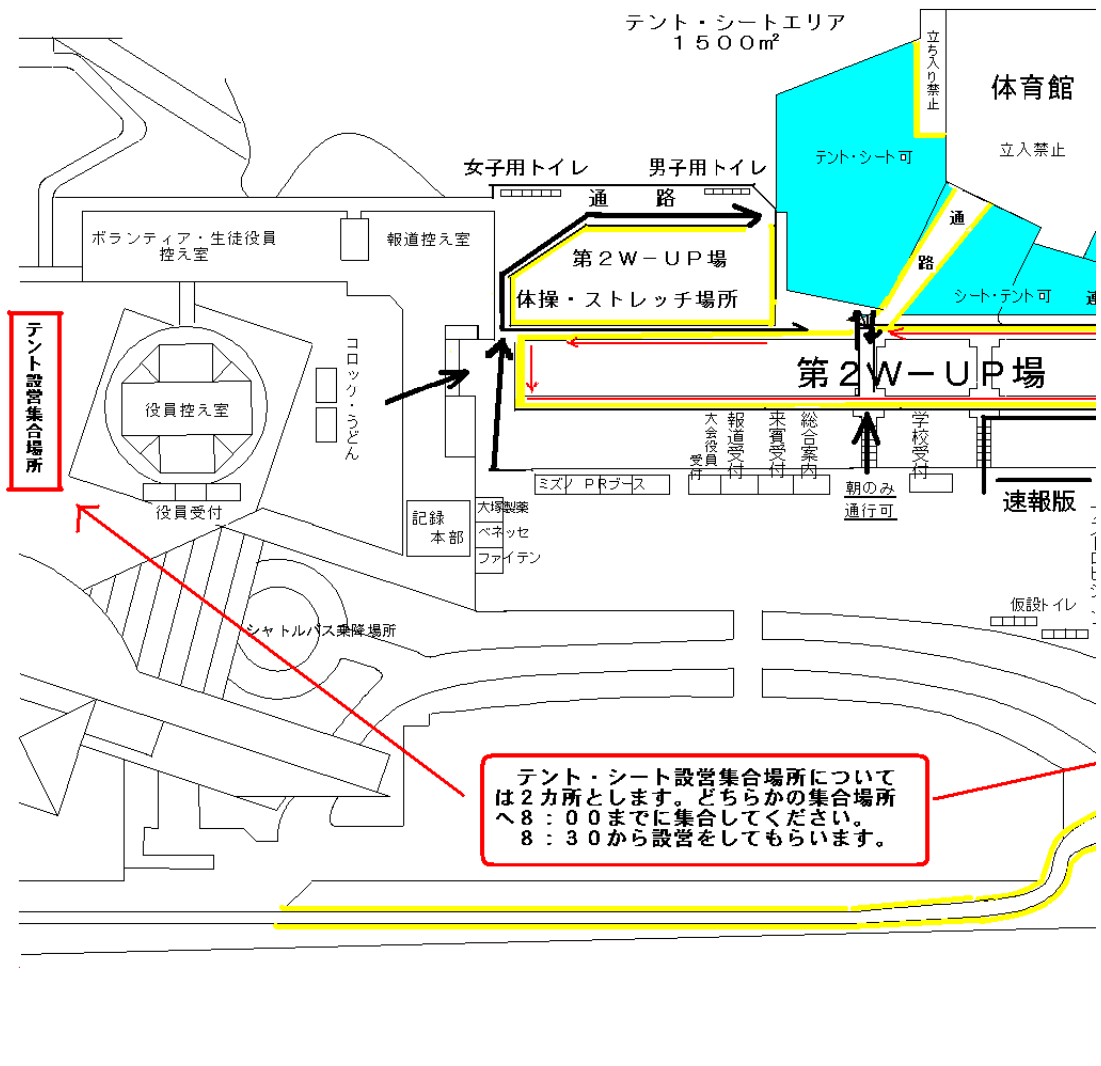 テント・シートエリア
１５００㎡
立ち入り禁止
体育館
立入禁止
テント・シート可
女子用トイレ
男子用トイレ
通　路
通
路
ボランティア・生徒役員
控え室
報道控え室
第２Ｗ－ＵＰ場
体操・ストレッチ場所
シート・テント可
テント設営集合場所
コロッケ・うどん
役員控え室
第２Ｗ－ＵＰ場
大会役員
受付
報道受付
来賓受付
総合案内
学校受付
ミズノ ＰＲブース
朝のみ
通行可
速報版
役員受付
記録
本部
大塚製薬
ベネッセ
ファイテン
仮設トイレ
シャトルバス乗降場所
テント・シート設営集合場所について
は２カ所とします。どちらかの集合場所
へ８：００までに集合してください。
８：３０から設営をしてもらいます。